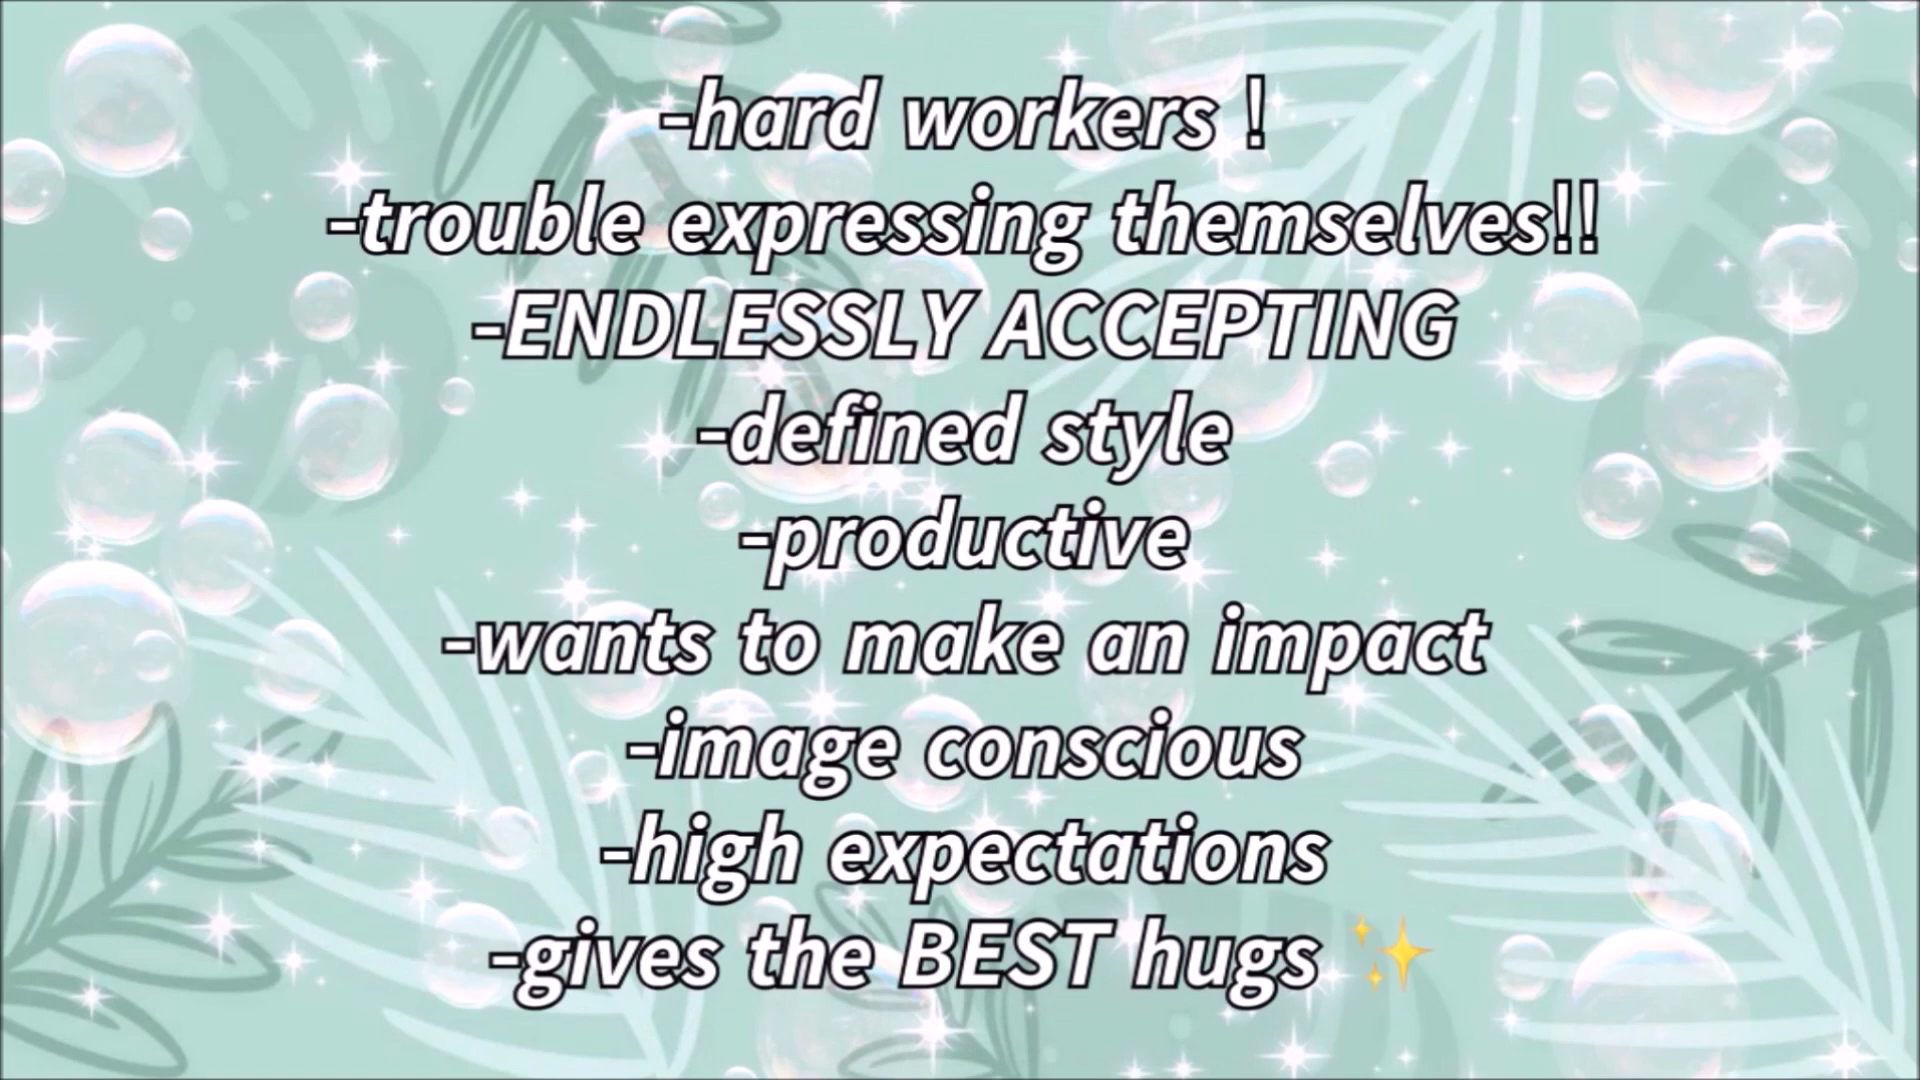 -hard workers !
-trouble expressing themselves!!
-ENDLESSLY ACCEPTING
-defined style
-productive
-wants to make an impact
-image conscious
-high expectations
-gives the BEST hugs ✨